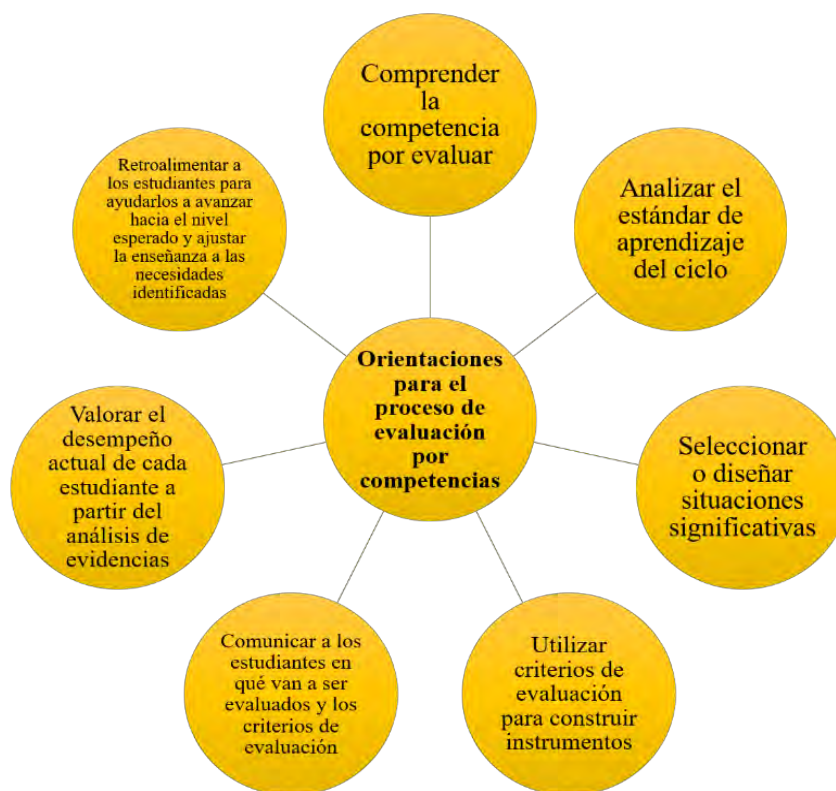 Comprender
la
competencia
por evaluar
Analizar el
estándar de
aprendizaje
del ciclo
Seleccionar
o diseñar
situaciones
significativas
Utilizar
criterios de
evaluación
para construir
instrumentos
Comunicar a los
estudiantes en
qué van a ser
evaluados y los
criterios de
evaluación
Valorar el
desempeño
actual de cada
estudiante a
partir del
análisis de
evidencias
Retroalimentar a
los estudiantes para
ayudarlos a avanzar
hacia el nivel
esperado y ajustar
la enseñanza a las
necesidades
identificadas
Orientaciones
para el
proceso de
evaluación
por
competencias